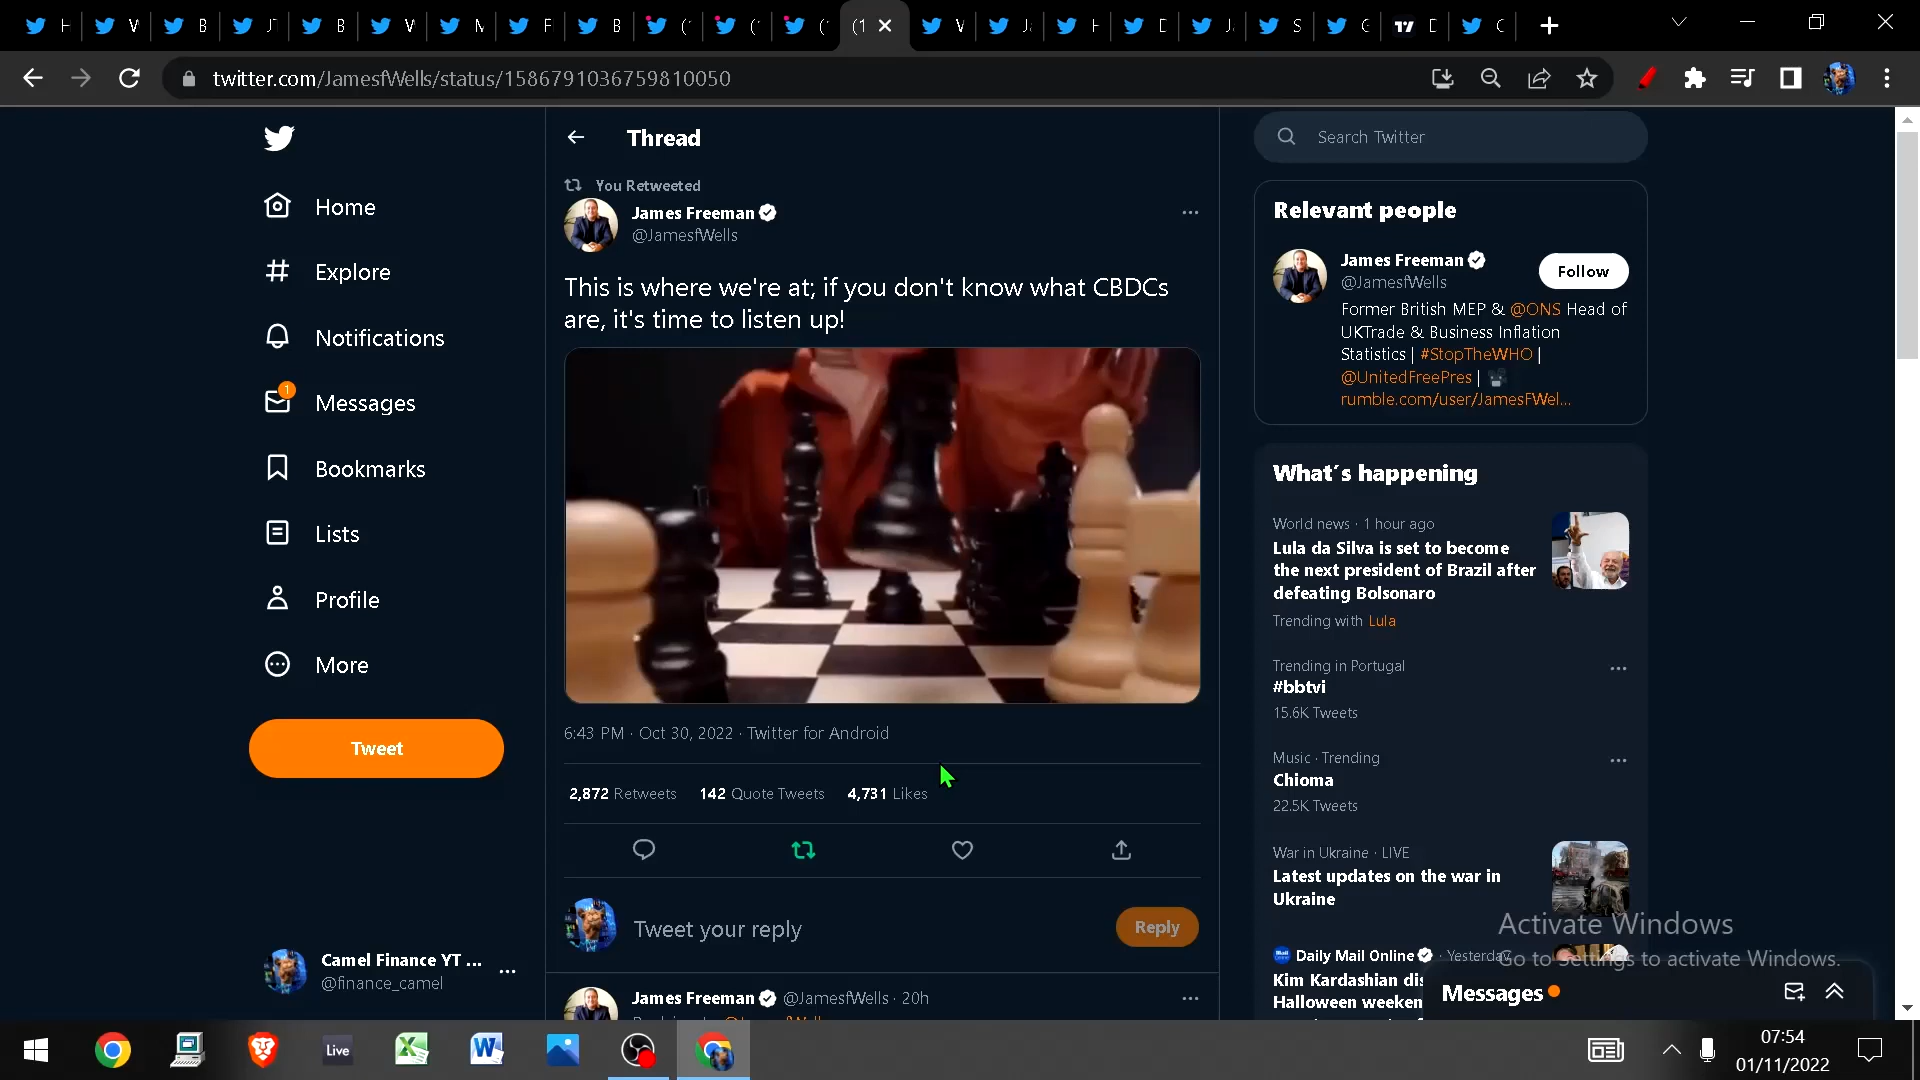 twitter.com/JamesfWells/status/1586791036759810050
Thread
You Retweeted
James Freeman
@JamesfWells
This is where we're at; if you don't know what CBDCs
are, it's time to listen up!
6:43 PM · Oct 30, 2022 · Twitter for Android
2,872 Retweets 142 Quote Tweets 4,731 Likes
Tweet your reply
Reply
James Freeman @JamesfWells · 20h
Home
Explore
Notifications
1
Messages
Bookmarks
Lists
Profile
More
Tweet
Camel Finance YT ...
@finance_camel
Search Twitter
Relevant people
James Freeman
@JamesfWells
Follow
Former British MEP & @ONS Head of
UKTrade & Business Inflation
Statistics | #StopTheWHO |
@UnitedFreePres |
rumble.com/user/JamesFWel...
What's happening
World news · 1 hour ago
Lula da Silva is set to become
the next president of Brazil after
defeating Bolsonaro
Trending with Lula
Trending in Portugal
#bbtvi
15.6K Tweets
Music · Trending
Chioma
22.5K Tweets
War in Ukraine · LIVE
Latest updates on the war in
Ukraine
Daily Mail Online · Yesterday
Kim Kardashian
Halloween
Activate Windows
Go to Settings to activate Windows.
Messages
Live
07:54
01/11/2022